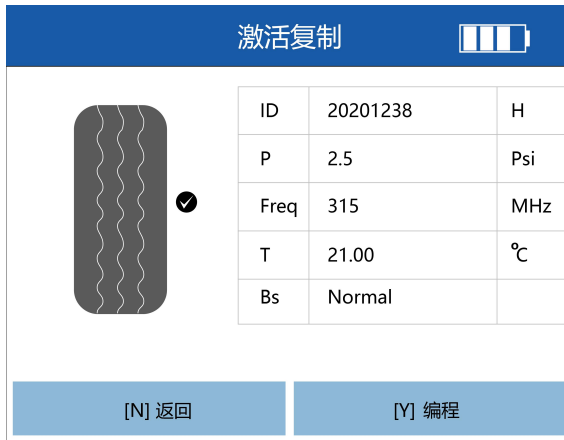 激活复制
ID 20201238 H
P 2.5 Psi
Freq 315 MHz
T 21.00 ℃
Bs Normal
[N] 返回 [Y] 编程